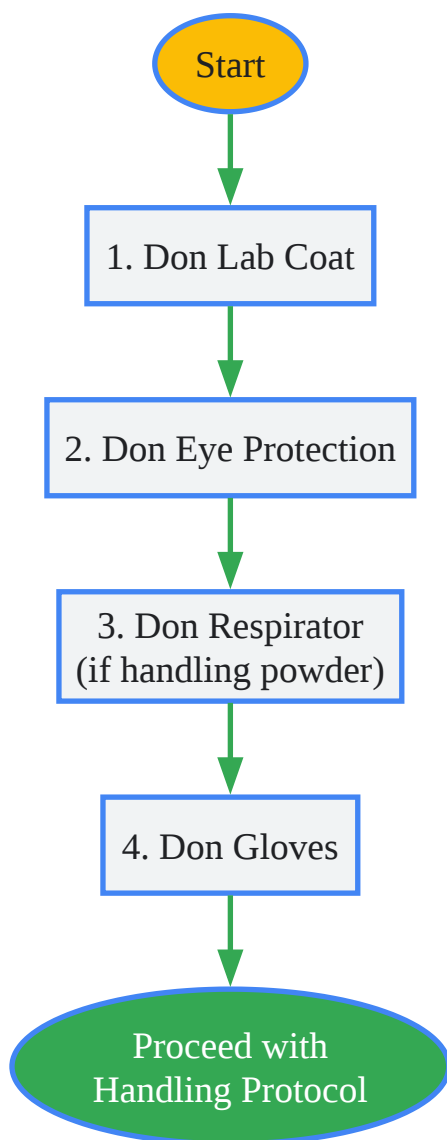 Start
1. Don Lab Coat
2. Don Eye Protection
3. Don Respirator
(if handling powder)
4. Don Gloves
Proceed with
Handling Protocol